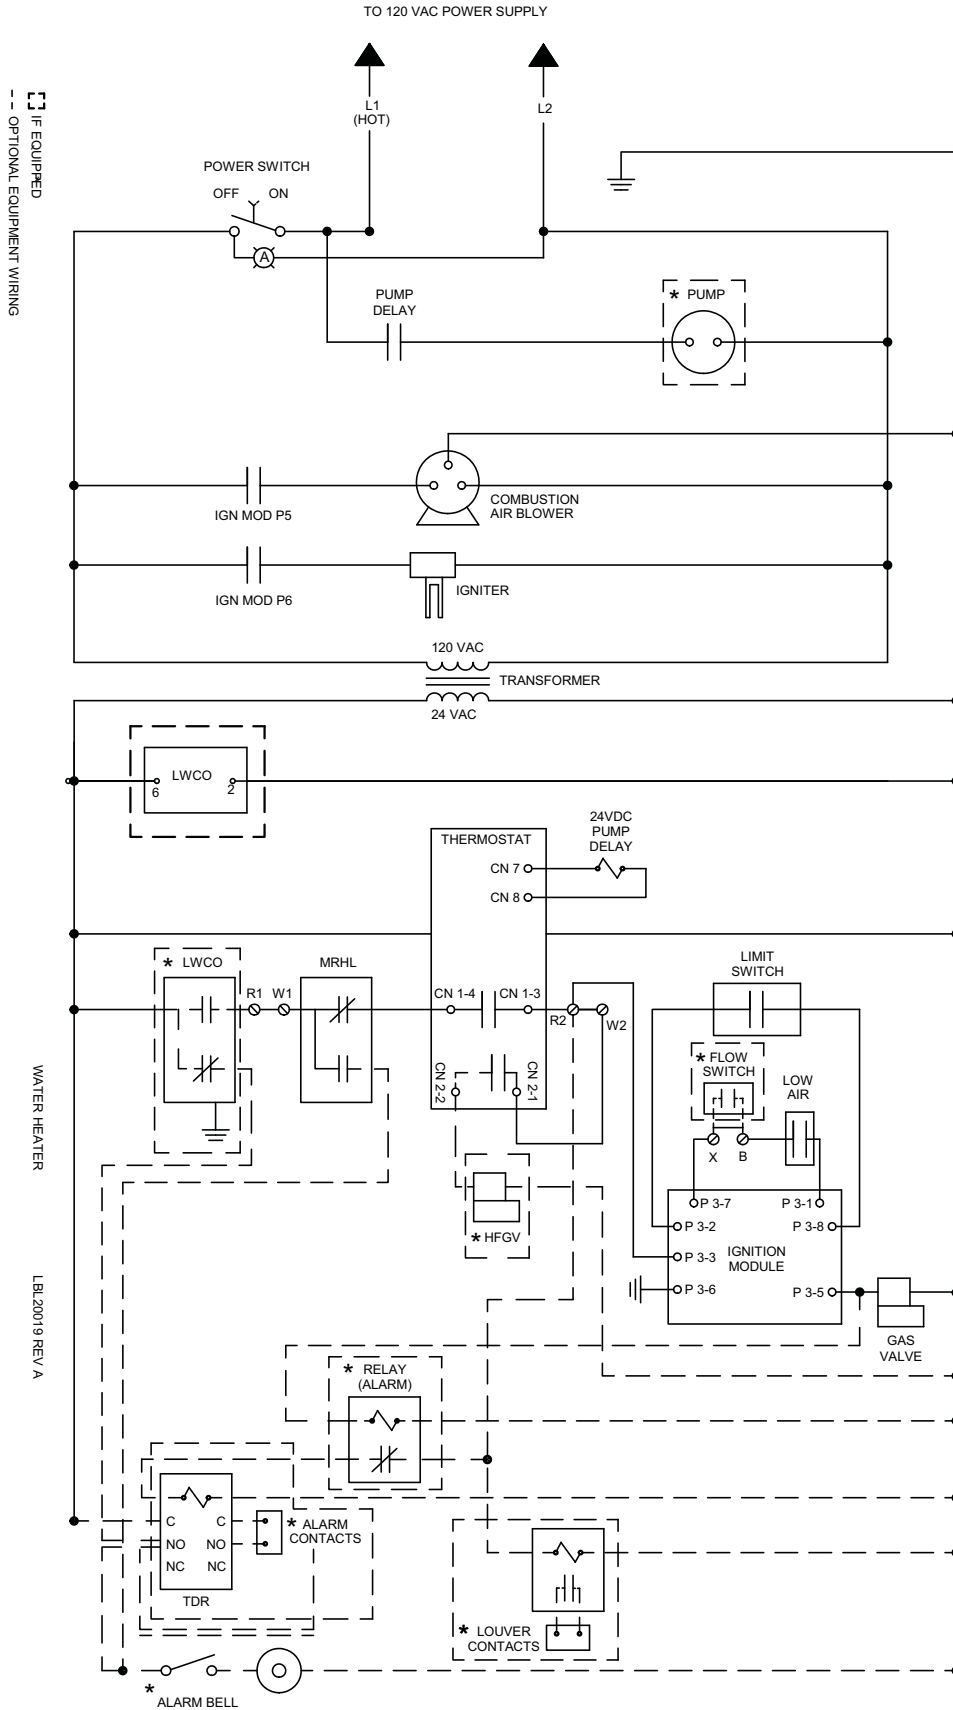 TO 120 VAC POWER SUPPLY
L1
(HOT)
L2
IF EQUIPPED
OPTIONAL EQUIPMENT WIRING
POWER SWITCH
OFF
ON
A
PUMP
DELAY
* PUMP
COMBUSTION
AIR BLOWER
IGN MOD P5
IGNITER
IGN MOD P6
120 VAC
TRANSFORMER
24 VAC
LWCO
6
2
THERMOSTAT
CN 7
CN 8
24VDC
PUMP
DELAY
* LWCO
R1
W1
MRHL
CN 1-4
CN 1-3
R2
W2
CN 2-2
CN 2-1
LIMIT
SWITCH
* FLOW
SWITCH
LOW
AIR
X
B
P 3-7
P 3-1
P 3-2
P 3-8
P 3-3
IGNITION
MODULE
P 3-6
P 3-5
GAS
VALVE
* HFGV
WATER HEATER
LBL20019 REV A
* RELAY
(ALARM)
C
C
NO
NO
NC
NC
TDR
* ALARM
CONTACTS
* LOUVER
CONTACTS
*
ALARM BELL